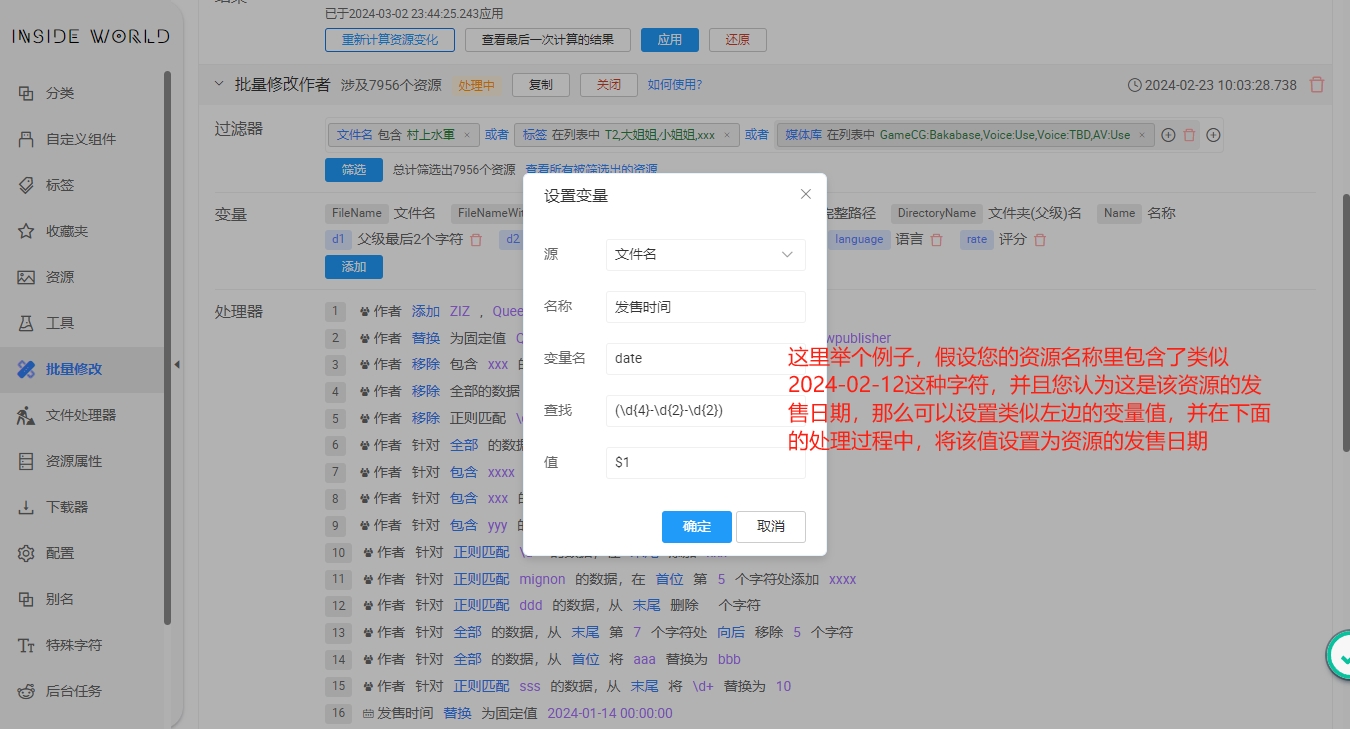 INSIDE WORLD
分类
自定义组件
标签
收藏夹
资源
工具
批量修改
文件处理器
资源属性
下载器
配置
别名
特殊字符
后台任务
已于2024-03-02 23:44:25.243应用
重新计算资源变化 查看最后一次计算的结果 应用 还原
批量修改作者 涉及7956个资源 处理中 复制 关闭 如何使用? 2024-02-23 10:03:28.738
过滤器
文件名 包含 村上水軍 × 或者 标签 在列表中 T2,大姐姐,小姐姐,xxx × 或者 媒体库 在列表中 GameCG:Bakabase,Voice:Use,Voice:TBD,AV:Use ×
筛选 总计筛选出7956个资源 查看所有被筛选出的资源
变量
FileName 文件名 FileNameWit 完整路径 DirectoryName 文件夹(父级)名 Name 名称
d1 父级最后2个字符 d2 language 语言 rate 评分
添加
处理器
1 作者 添加 ZIZ , Quee
2 作者 替换 为固定值 wpublisher
3 作者 移除 包含 xxx
4 作者 移除 全部的数据
5 作者 移除 正则匹配
6 作者 针对 全部 的数据
7 作者 针对 包含 xxxx
8 作者 针对 包含 xxx
9 作者 针对 包含 yyy
10 作者 针对 正则匹配
11 作者 针对 正则匹配 mignon 的数据，在 首位 第 5 个字符处添加 xxxx
12 作者 针对 正则匹配 ddd 的数据，从 末尾 删除 个字符
13 作者 针对 全部 的数据，从 末尾 第 7 个字符处 向后 移除 5 个字符
14 作者 针对 全部 的数据，从 首位 将 aaa 替换为 bbb
15 作者 针对 正则匹配 sss 的数据，从 末尾 将 \d+ 替换为 10
16 发售时间 替换 为固定值 2024-01-14 00:00:00
设置变量
源 文件名
名称 发售时间
变量名 date
查找 (\d{4}-\d{2}-\d{2})
值 $1
确定 取消
这里举个例子，假设您的资源名称里包含了类似
2024-02-12这种字符，并且您认为这是该资源的发
售日期，那么可以设置类似左边的变量值，并在下面
的处理过程中，将该值设置为资源的发售日期